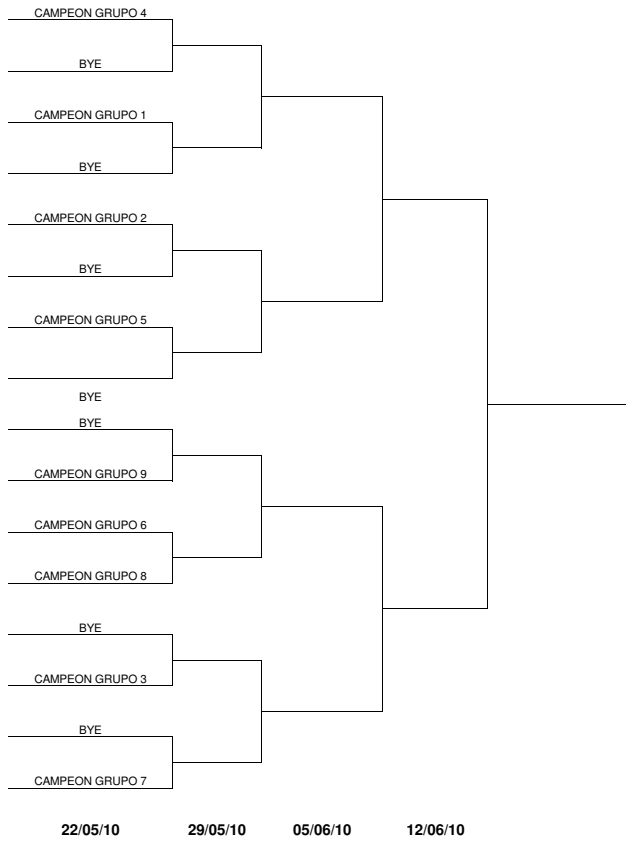 CAMPEON GRUPO 4
BYE
CAMPEON GRUPO 1
BYE
CAMPEON GRUPO 2
BYE
CAMPEON GRUPO 5
BYE
BYE
CAMPEON GRUPO 9
CAMPEON GRUPO 6
CAMPEON GRUPO 8
BYE
CAMPEON GRUPO 3
BYE
CAMPEON GRUPO 7
22/05/10 29/05/10 05/06/10 12/06/10